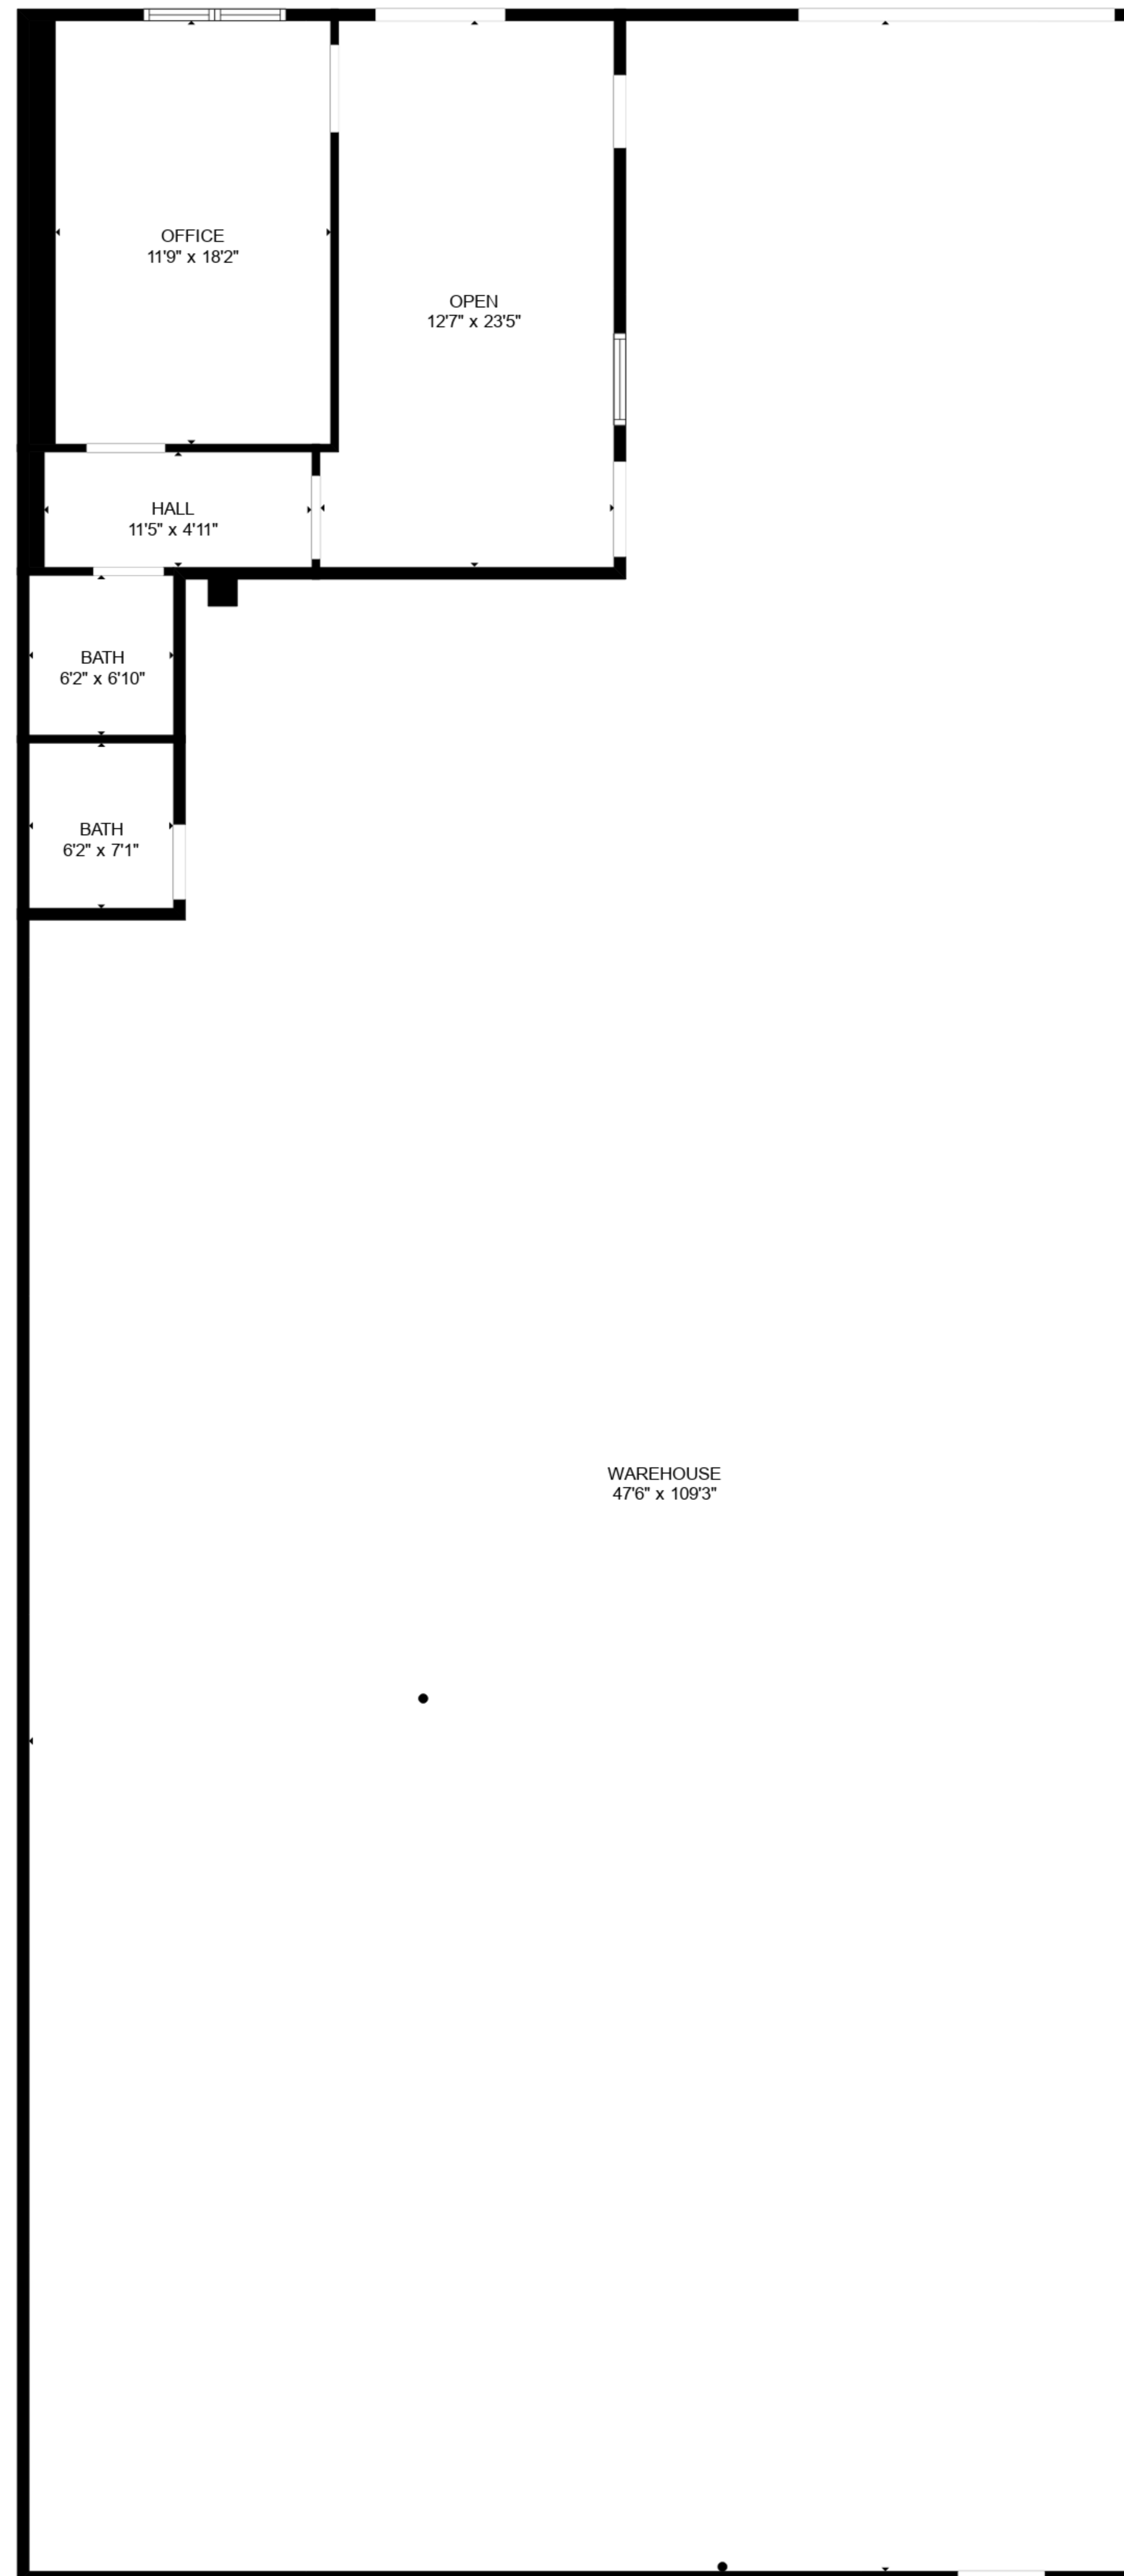 OFFICE
11'9" x 18'2"
OPEN
12'7" x 23'5"
HALL
11'5" x 4'11"
BATH
6'2" x 6'10"
BATH
6'2" x 7'1"
WAREHOUSE
47'6" x 109'3"